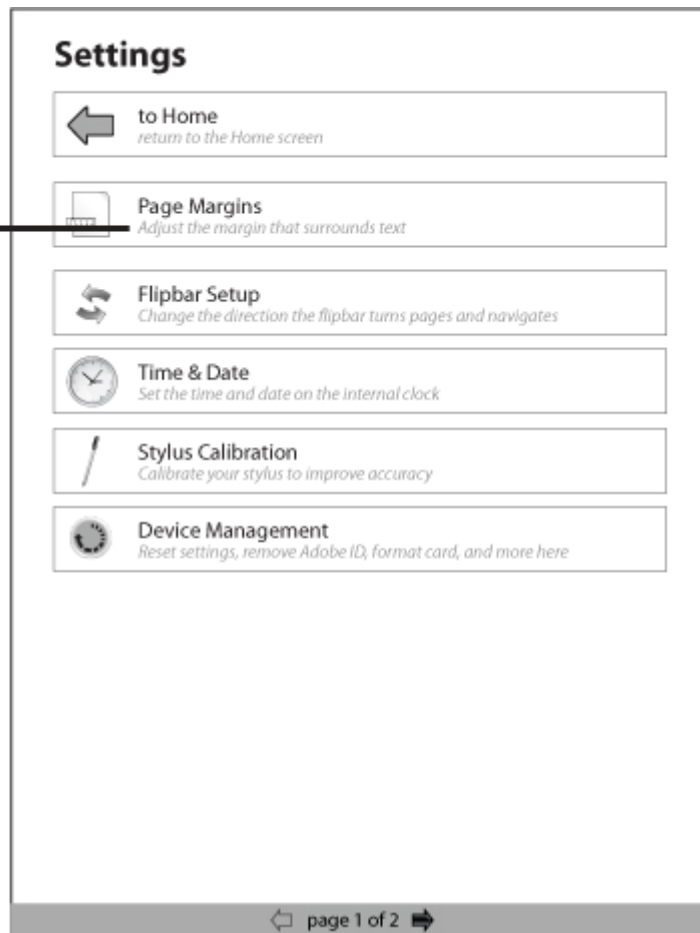 Settings
to Home
return to the Home screen
Page Margins
Adjust the margin that surrounds text
Flipbar Setup
Change the direction the flipbar turns pages and navigates
Time & Date
Set the time and date on the internal clock
Stylus Calibration
Calibrate your stylus to improve accuracy
Device Management
Reset settings, remove Adobe ID, format card, and more here
page 1 of 2